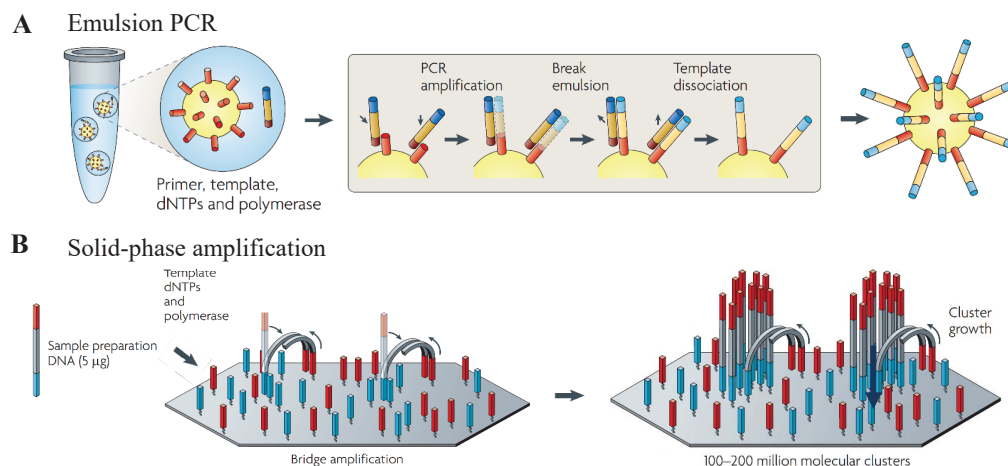 A Emulsion PCR
PCR
amplification
Break
emulsion
Template
dissociation
Primer, template,
dNTPs and polymerase
B Solid-phase amplification
Template
dNTPs
and
polymerase
Sample preparation
DNA (5 μg)
Bridge amplification
Cluster
growth
100–200 million molecular clusters